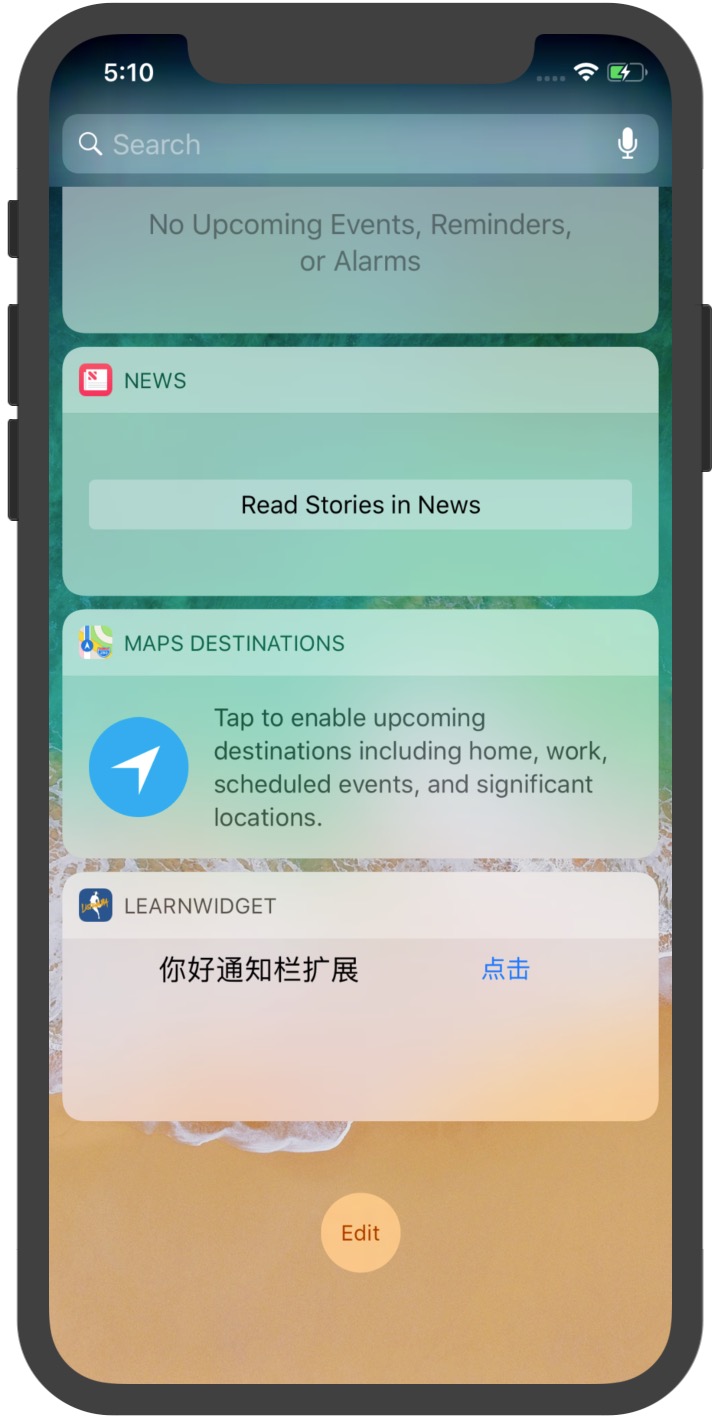 5:10
Search
No Upcoming Events, Reminders,
or Alarms
NEWS
Read Stories in News
MAPS DESTINATIONS
Tap to enable upcoming
destinations including home, work,
scheduled events, and significant
locations.
LEARNWIDGET
你好通知栏扩展 点击
Edit